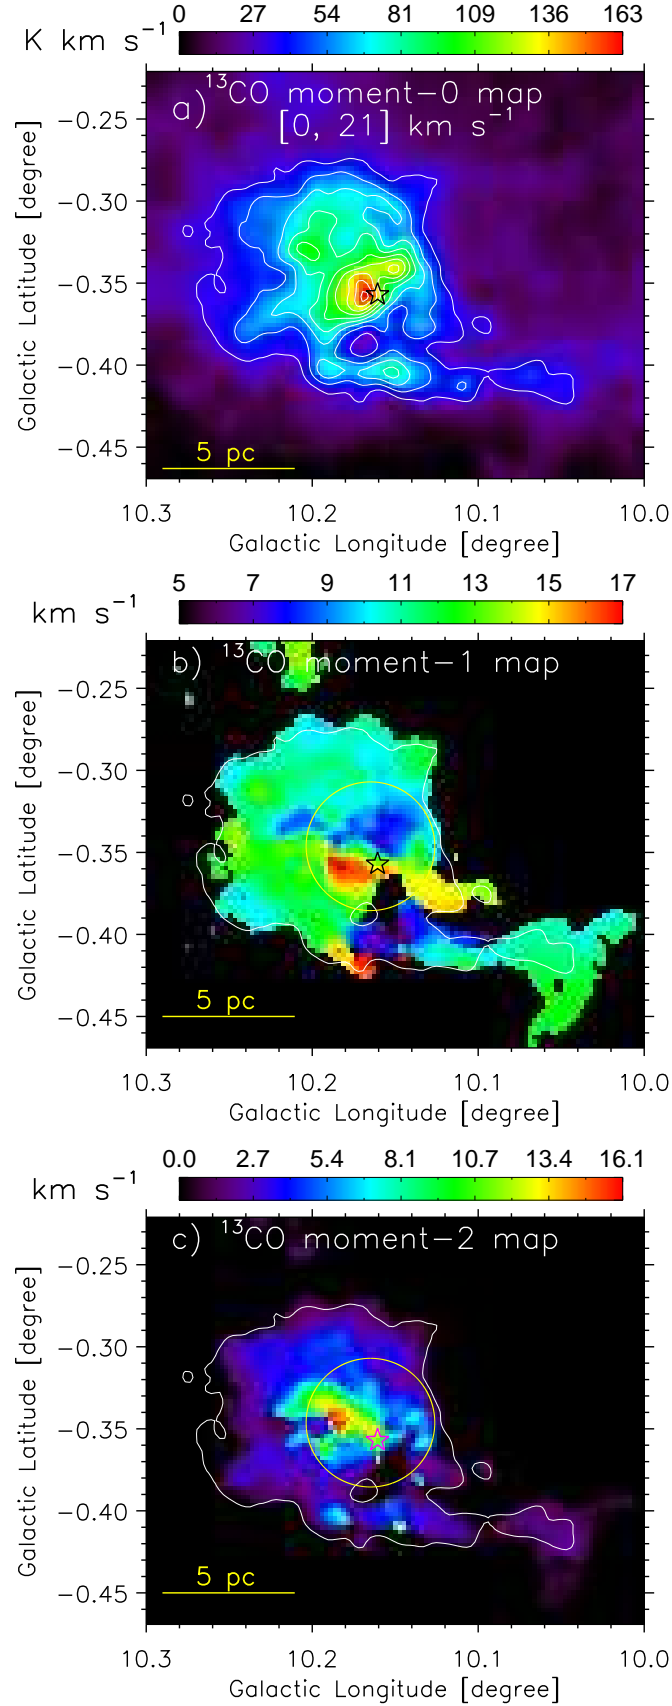 0 27 54 81 109 136 163
K km s⁻¹
a) ¹³CO moment−0 map
[0, 21] km s⁻¹
−0.25
−0.30
−0.35
−0.40
−0.45
Galactic Latitude [degree]
5 pc
10.3 10.2 10.1 10.0
Galactic Longitude [degree]
5 7 9 11 13 15 17
km s⁻¹
b) ¹³CO moment−1 map
−0.25
−0.30
−0.35
−0.40
−0.45
Galactic Latitude [degree]
5 pc
10.3 10.2 10.1 10.0
Galactic Longitude [degree]
0.0 2.7 5.4 8.1 10.7 13.4 16.1
km s⁻¹
c) ¹³CO moment−2 map
−0.25
−0.30
−0.35
−0.40
−0.45
Galactic Latitude [degree]
5 pc
10.3 10.2 10.1 10.0
Galactic Longitude [degree]